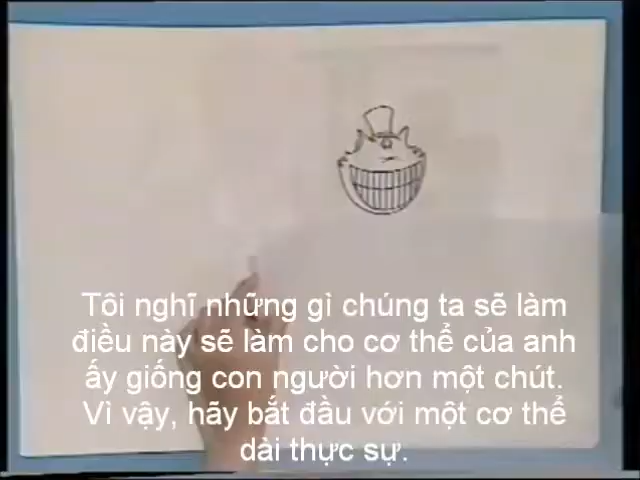 Tôi nghĩ những gì chúng ta sẽ làm
điều này sẽ làm cho cơ thể của anh
ấy giống con người hơn một chút.
Vì vậy, hãy bắt đầu với một cơ thể
dài thực sự.